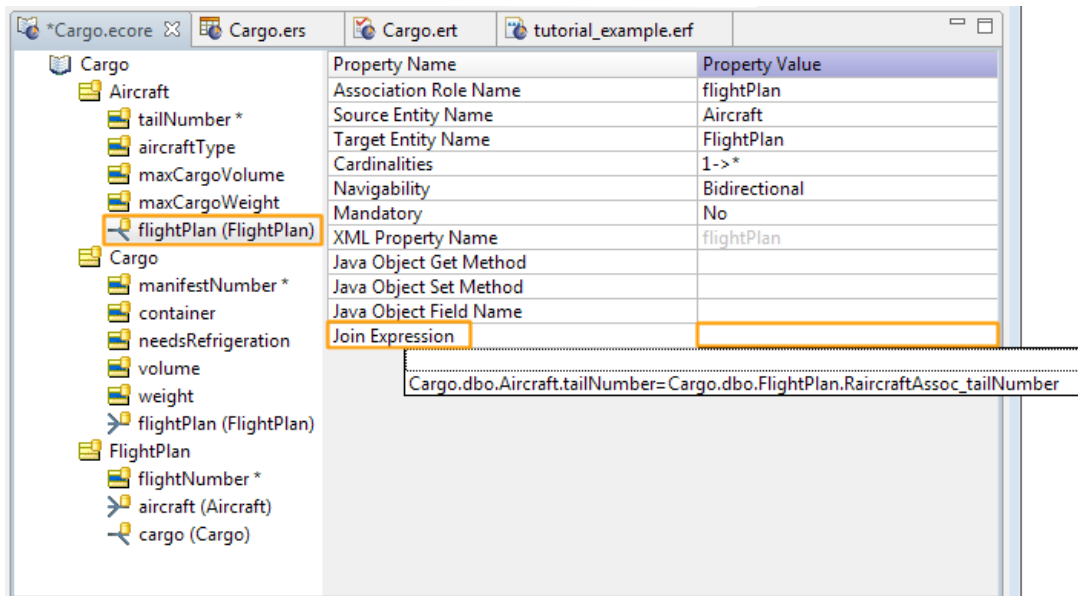 *Cargo.ecore Cargo.ers Cargo.ert tutorial_example.erf
Cargo
Aircraft
tailNumber *
aircraftType
maxCargoVolume
maxCargoWeight
flightPlan (FlightPlan)
Cargo
manifestNumber *
container
needsRefrigeration
volume
weight
flightPlan (FlightPlan)
FlightPlan
flightNumber *
aircraft (Aircraft)
cargo (Cargo)
Property Name Property Value
Association Role Name flightPlan
Source Entity Name Aircraft
Target Entity Name FlightPlan
Cardinalities 1->*
Navigability Bidirectional
Mandatory No
XML Property Name flightPlan
Java Object Get Method
Java Object Set Method
Java Object Field Name
Join Expression
Cargo.dbo.Aircraft.tailNumber=Cargo.dbo.FlightPlan.RaircraftAssoc_tailNumber